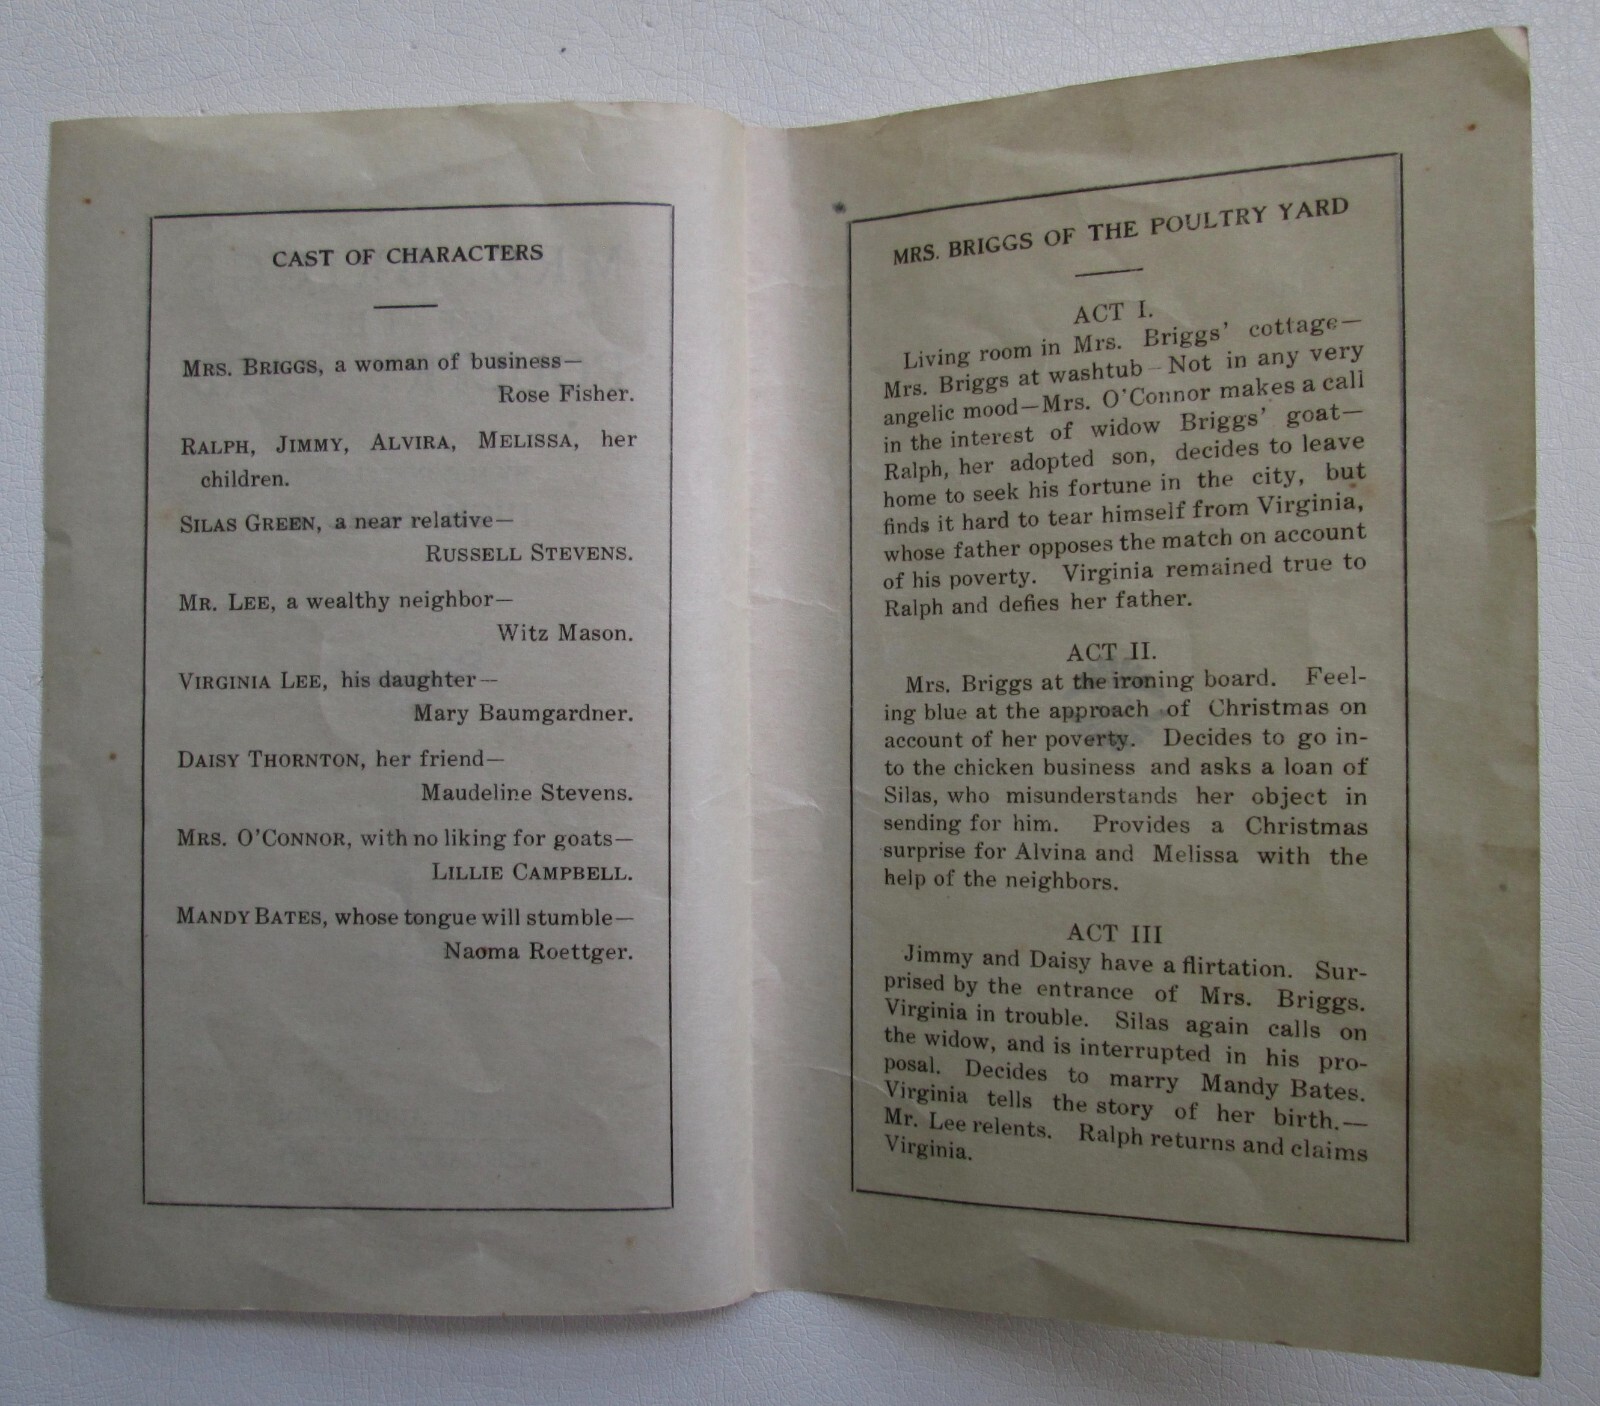 CAST OF CHARACTERS
MRS. BRIGGS, a woman of business—
Rose Fisher.
RALPH, JIMMY, ALVIRA, MELISSA, her
children.
SILAS GREEN, a near relative—
RUSSELL STEVENS.
MR. LEE, a wealthy neighbor—
Witz Mason.
VIRGINIA LEE, his daughter—
Mary Baumgardner.
DAISY THORNTON, her friend—
Maudeline Stevens.
MRS. O'CONNOR, with no liking for goats—
LILLIE CAMPBELL.
MANDY BATES, whose tongue will stumble—
Naoma Roettger.
MRS. BRIGGS OF THE POULTRY YARD
ACT I.
Living room in Mrs. Briggs' cottage—
Mrs. Briggs at washtub—Not in any very
angelic mood—Mrs. O'Connor makes a call
in the interest of widow Briggs' goat—
Ralph, her adopted son, decides to leave
home to seek his fortune in the city, but
finds it hard to tear himself from Virginia,
whose father opposes the match on account
of his poverty. Virginia remained true to
Ralph and defies her father.
ACT II.
Mrs. Briggs at the ironing board. Feel-
ing blue at the approach of Christmas on
account of her poverty. Decides to go in-
to the chicken business and asks a loan of
Silas, who misunderstands her object in
sending for him. Provides a Christmas
surprise for Alvina and Melissa with the
help of the neighbors.
ACT III
Jimmy and Daisy have a flirtation. Sur-
prised by the entrance of Mrs. Briggs.
Virginia in trouble. Silas again calls on
the widow, and is interrupted in his pro-
posal. Decides to marry Mandy Bates.
Virginia tells the story of her birth.—
Mr. Lee relents. Ralph returns and claims
Virginia.